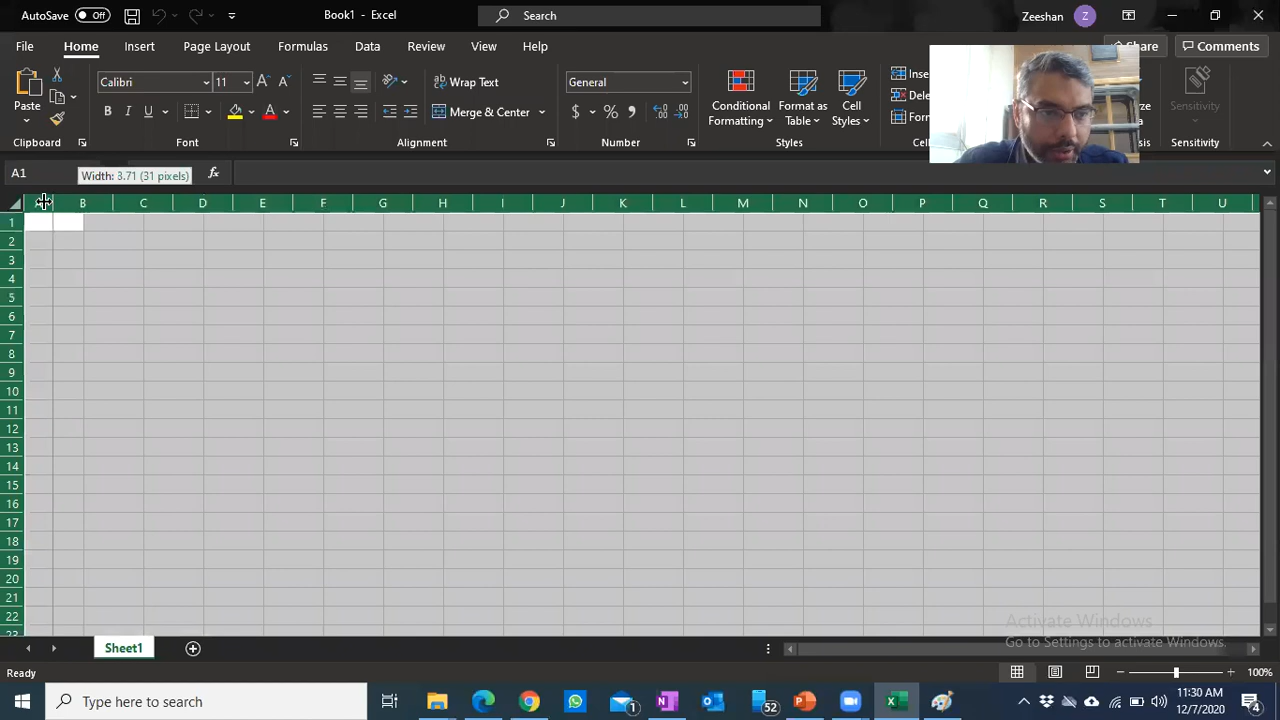 AutoSave Off Book1 - Excel Search Zeeshan
File Home Insert Page Layout Formulas Data Review View Help Share Comments
Paste Calibri 11 Wrap Text General Conditional Formatting Format as Table Cell Styles Sensitivity
B I U A Merge & Center $ %
Clipboard Font Alignment Number Styles Sensitivity
A1 Width: 3.71 (31 pixels) fx
B C D E F G H I J K L M N O P Q R S T U
1
2
3
4
5
6
7
8
9
10
11
12
13
14
15
16
17
18
19
20
21
22
23
Activate Windows
Go to Settings to activate Windows.
Sheet1
Ready 100%
Type here to search 1 52 11:30 AM
12/7/2020 4